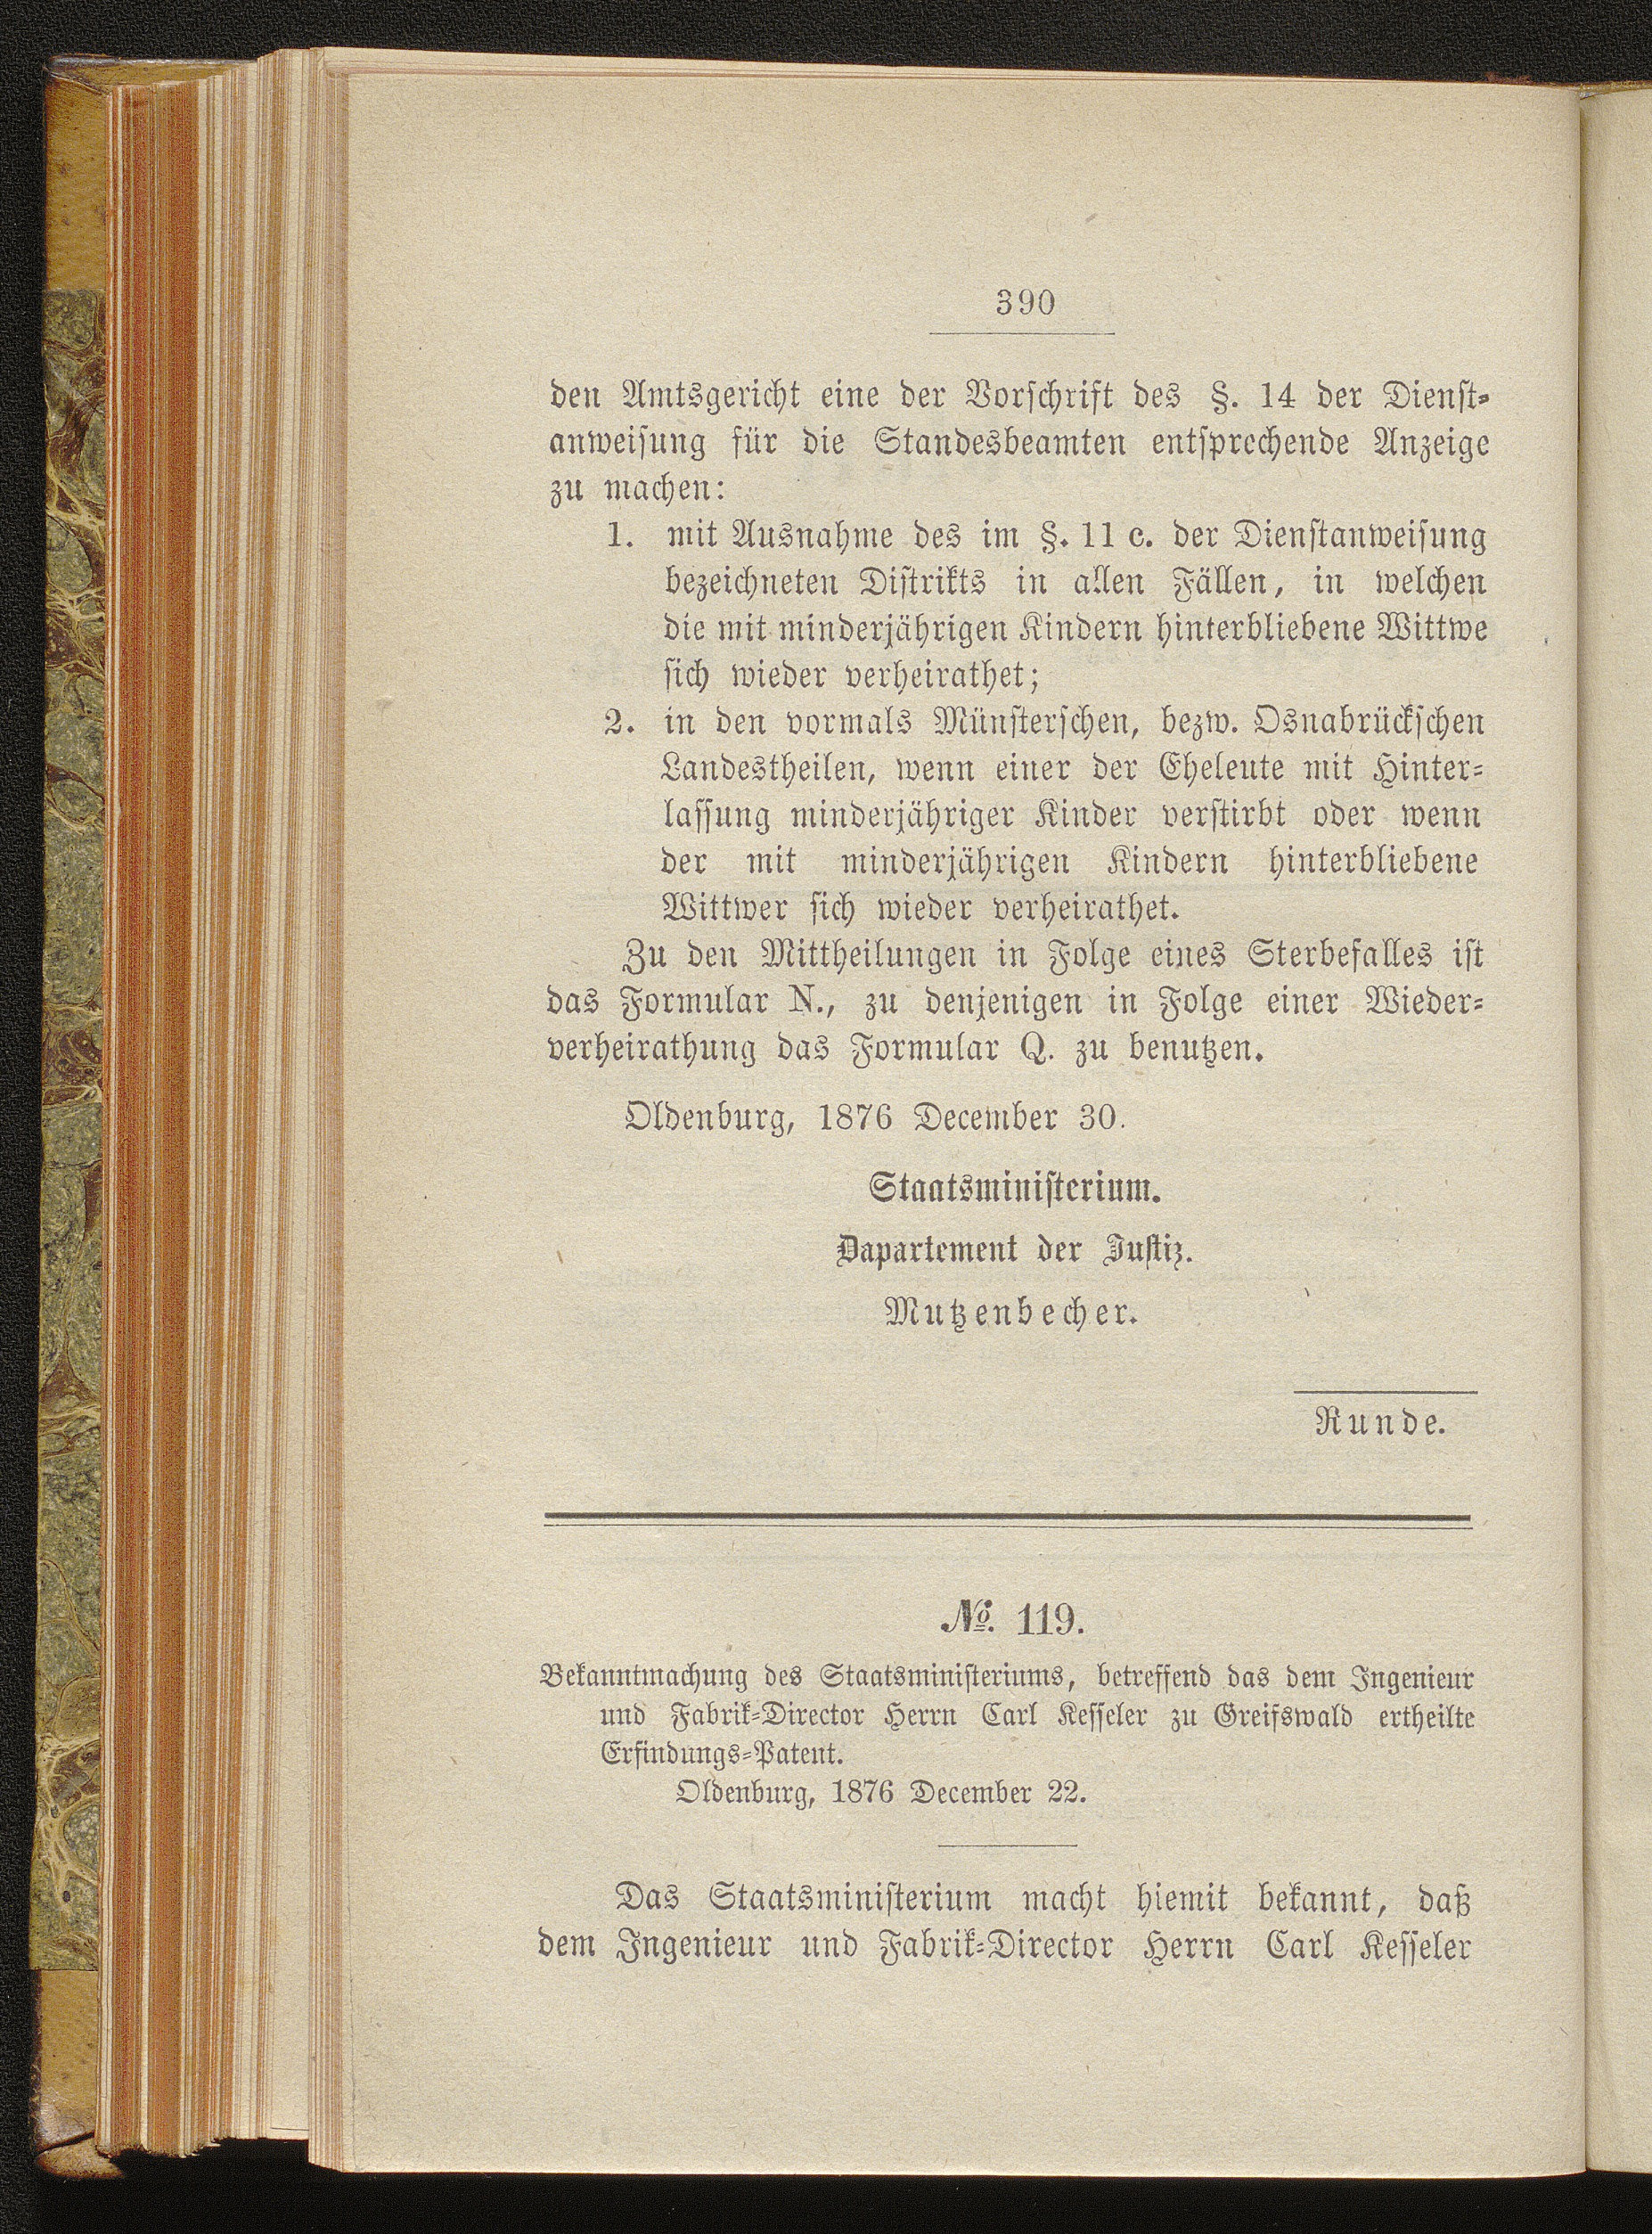 390
den Amtsgericht eine der Vorschrift des §. 14 der Dienst-
anweisung für die Standesbeamten entsprechende Anzeige
zu machen:
1. mit Ausnahme des im §. 11 c. der Dienstanweisung
bezeichneten Distrikts in allen Fällen, in welchen
die mit minderjährigen Kindern hinterbliebene Wittwe
sich wieder verheirathet;
2. in den vormals Münsterschen, bezw. Osnabrückschen
Landestheilen, wenn einer der Eheleute mit Hinter-
lassung minderjähriger Kinder verstirbt oder wenn
der mit minderjährigen Kindern hinterbliebene
Wittwer sich wieder verheirathet.
Zu den Mittheilungen in Folge eines Sterbefalles ist
das Formular N., zu denjenigen in Folge einer Wieder-
verheirathung das Formular Q. zu benutzen.
Oldenburg, 1876 December 30.
Staatsministerium.
Dapartement der Justiz.
Mutzenbecher.
Runde.
№. 119.
Bekanntmachung des Staatsministeriums, betreffend das dem Ingenieur
und Fabrik-Director Herrn Carl Kesseler zu Greifswald ertheilte
Erfindungs-Patent.
Oldenburg, 1876 December 22.
Das Staatsministerium macht hiemit bekannt, daß
dem Ingenieur und Fabrik-Director Herrn Carl Kesseler